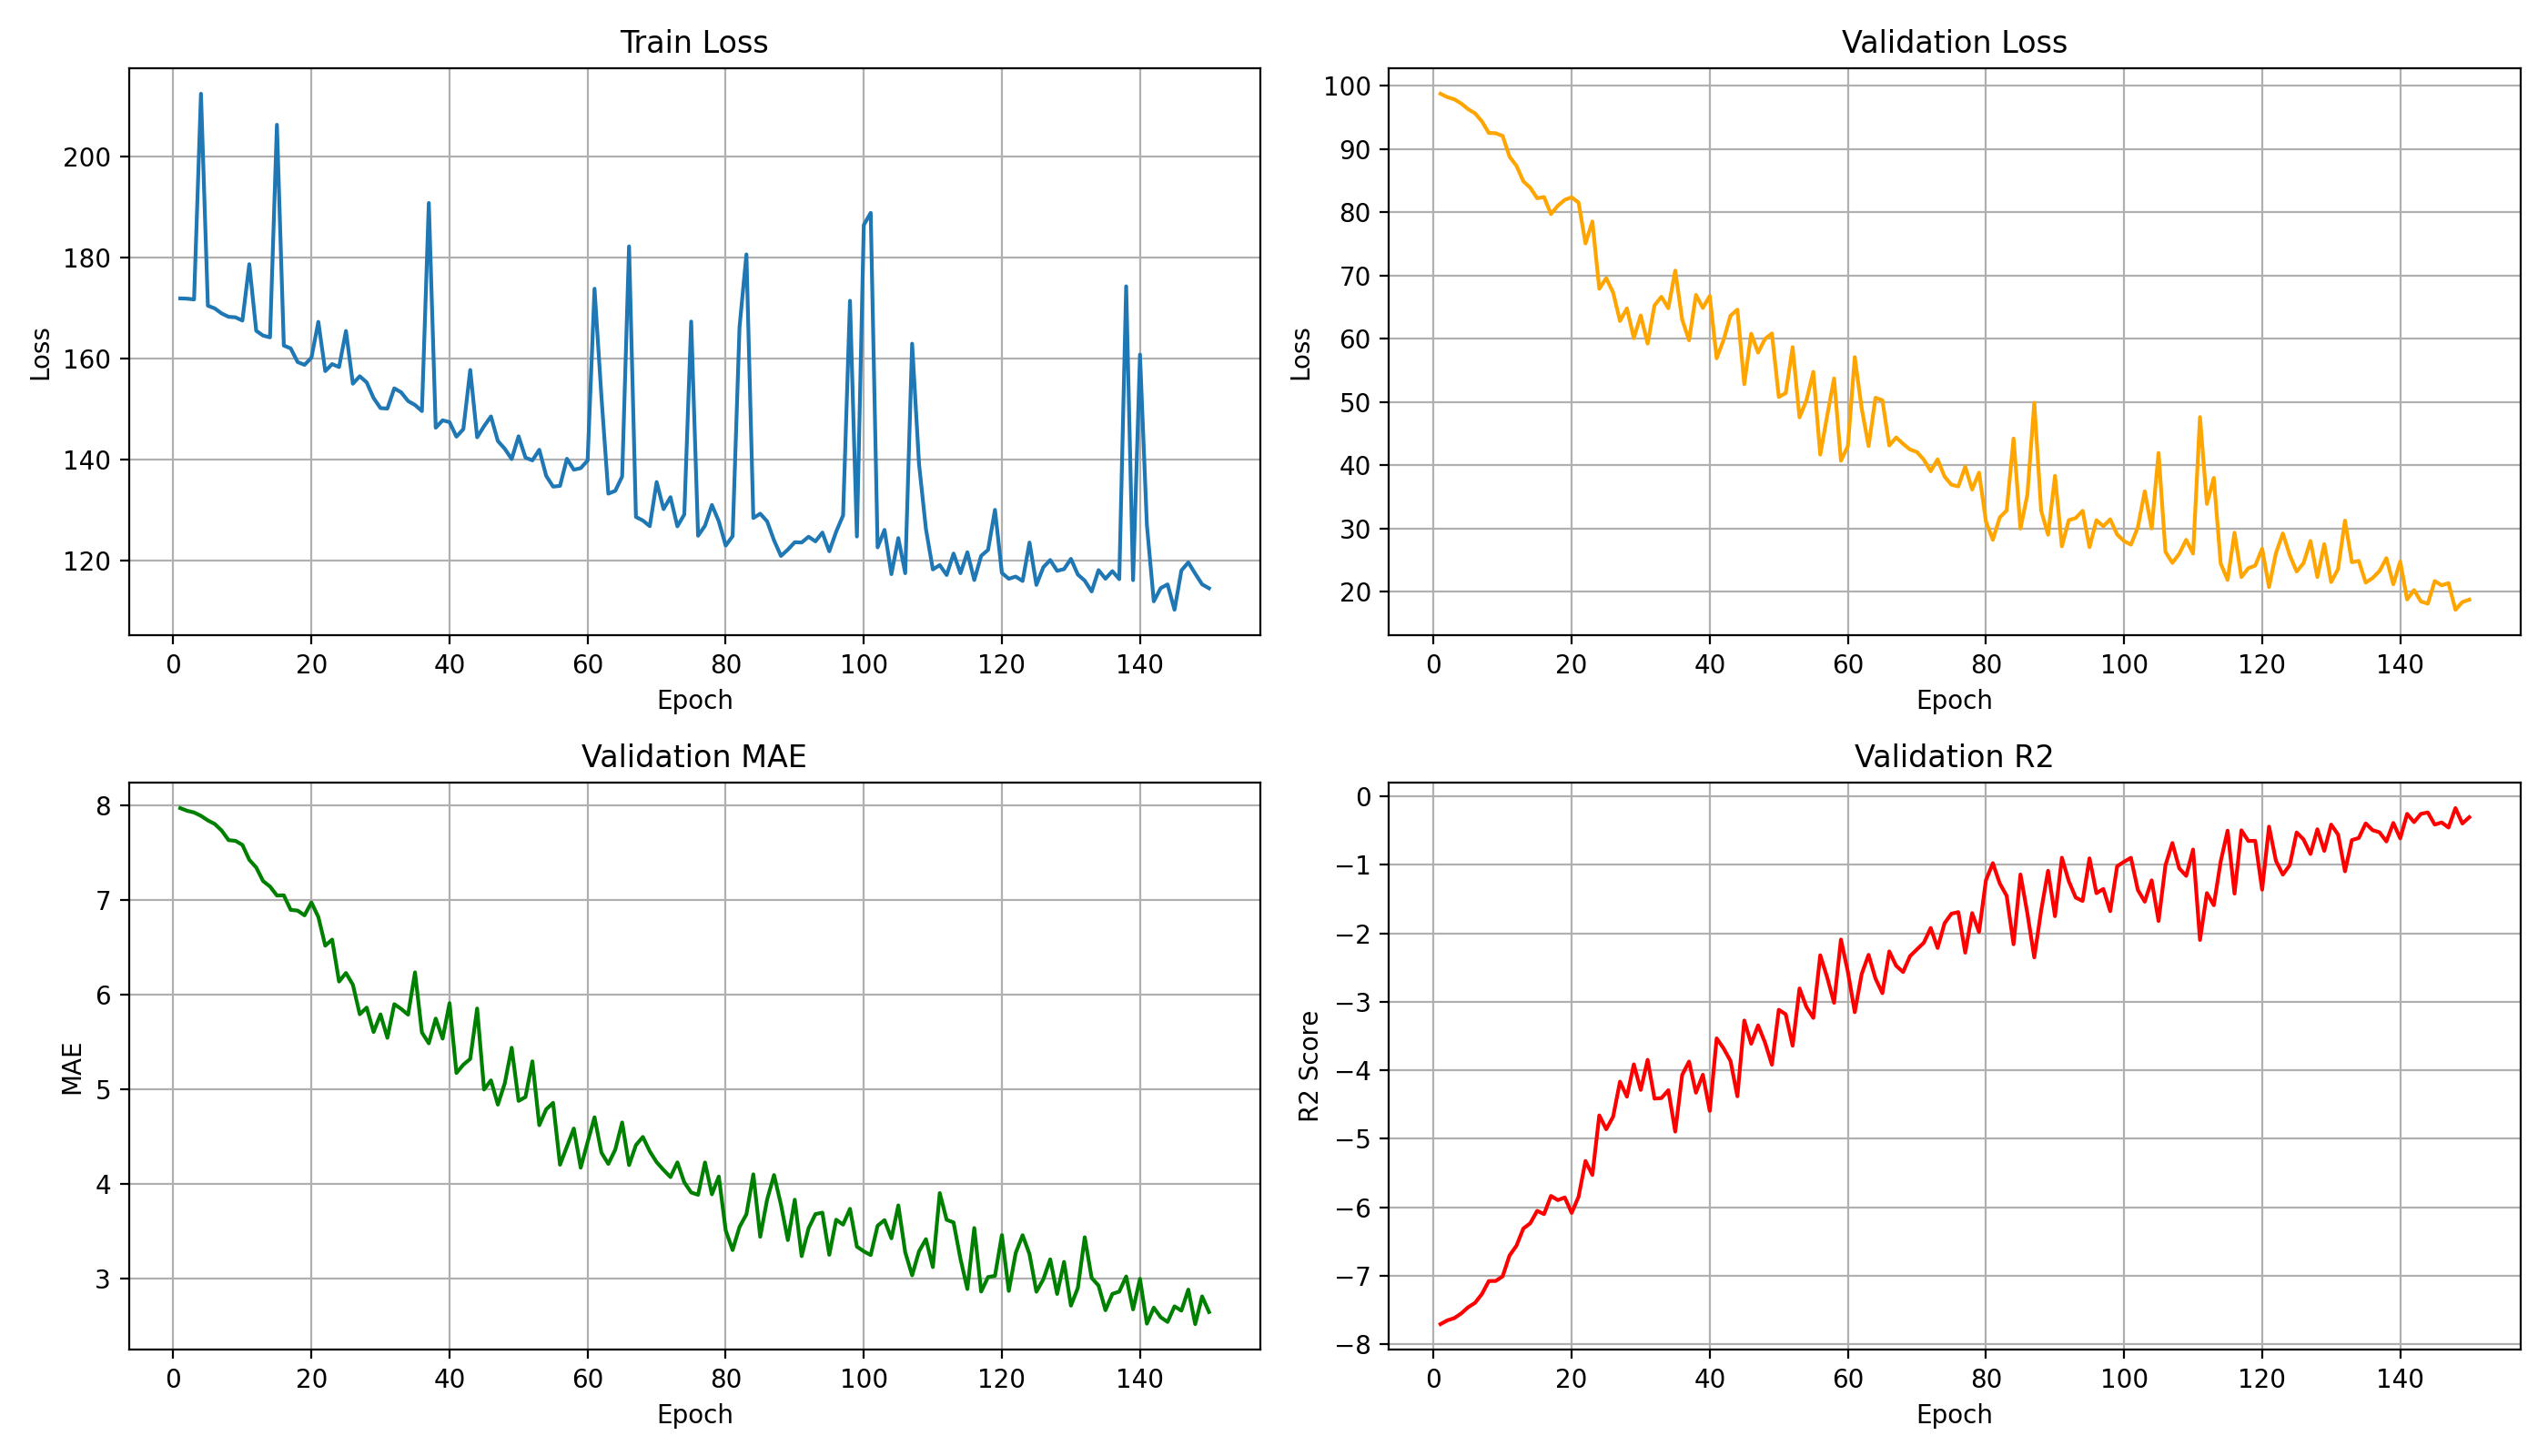 Train Loss
Loss
200
180
160
140
120
0 20 40 60 80 100 120 140
Epoch
Validation Loss
Loss
100
90
80
70
60
50
40
30
20
0 20 40 60 80 100 120 140
Epoch
Validation MAE
MAE
8
7
6
5
4
3
0 20 40 60 80 100 120 140
Epoch
Validation R2
R2 Score
0
−1
−2
−3
−4
−5
−6
−7
−8
0 20 40 60 80 100 120 140
Epoch